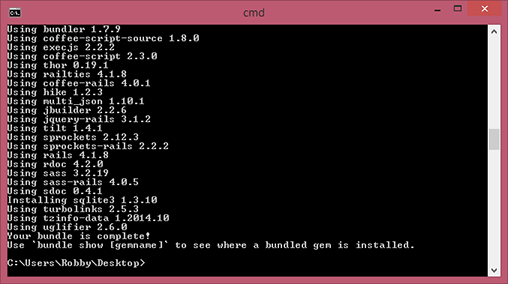 cmd
Using bundler 1.7.9
Using coffee-script-source 1.8.0
Using execjs 2.2.2
Using coffee-script 2.3.0
Using thor 0.19.1
Using railties 4.1.8
Using coffee-rails 4.0.1
Using hike 1.2.3
Using multi_json 1.10.1
Using jbuilder 2.2.6
Using jquery-rails 3.1.2
Using tilt 1.4.1
Using sprockets 2.12.3
Using sprockets-rails 2.2.2
Using rails 4.1.8
Using rdoc 4.2.0
Using sass 3.2.19
Using sass-rails 4.0.5
Using sdoc 0.4.1
Installing sqlite3 1.3.10
Using turbolinks 2.5.3
Using tzinfo-data 1.2014.10
Using uglifier 2.6.0
Your bundle is complete!
Use `bundle show [gemname]` to see where a bundled gem is installed.
C:\Users\Robby\Desktop>